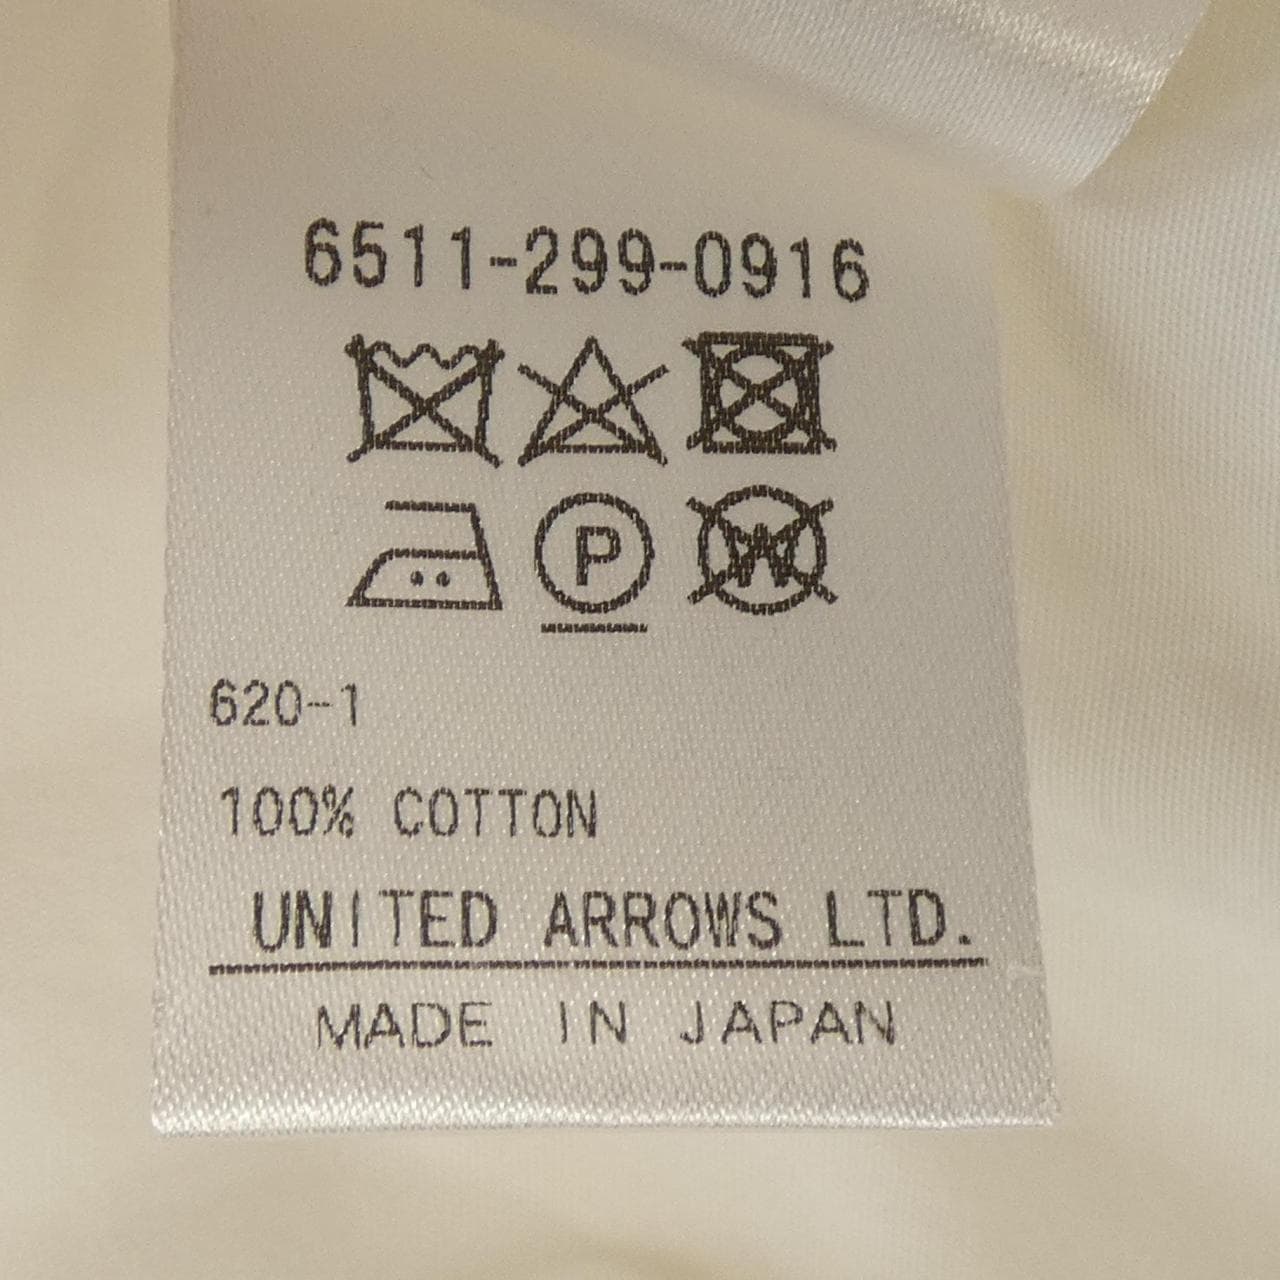 6511-299-0916
P
W
620-1
100% COTTON
UNITED ARROWS LTD.
MADE IN JAPAN